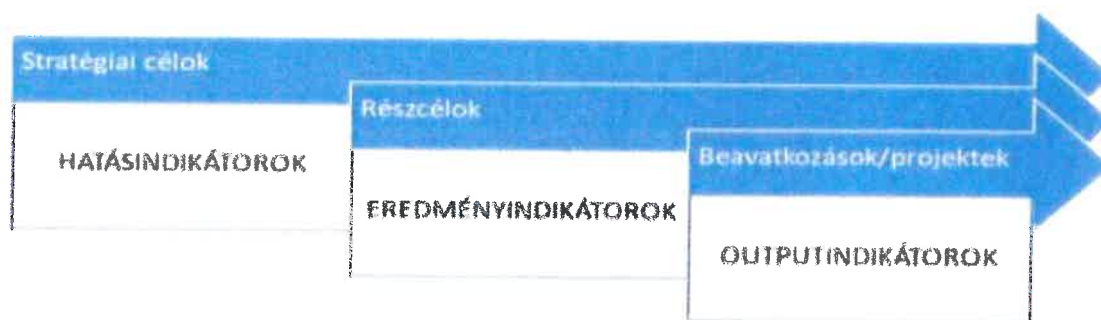 Stratégiai célok
HATÁSINDIKÁTOROK
Részcélok
EREDMÉNYINDIKÁTOROK
Beavatkozások/projektek
OUTPUTINDIKÁTOROK